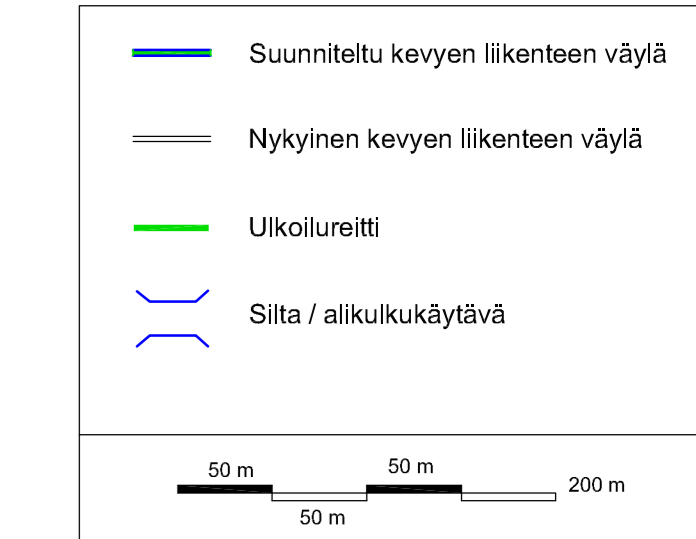 Suunniteltu kevyen liikenteen väylä
Nykyinen kevyen liikenteen väylä
Ulkoilureitti
Silta / alikulkukäytävä
50 m
50 m
200 m
50 m